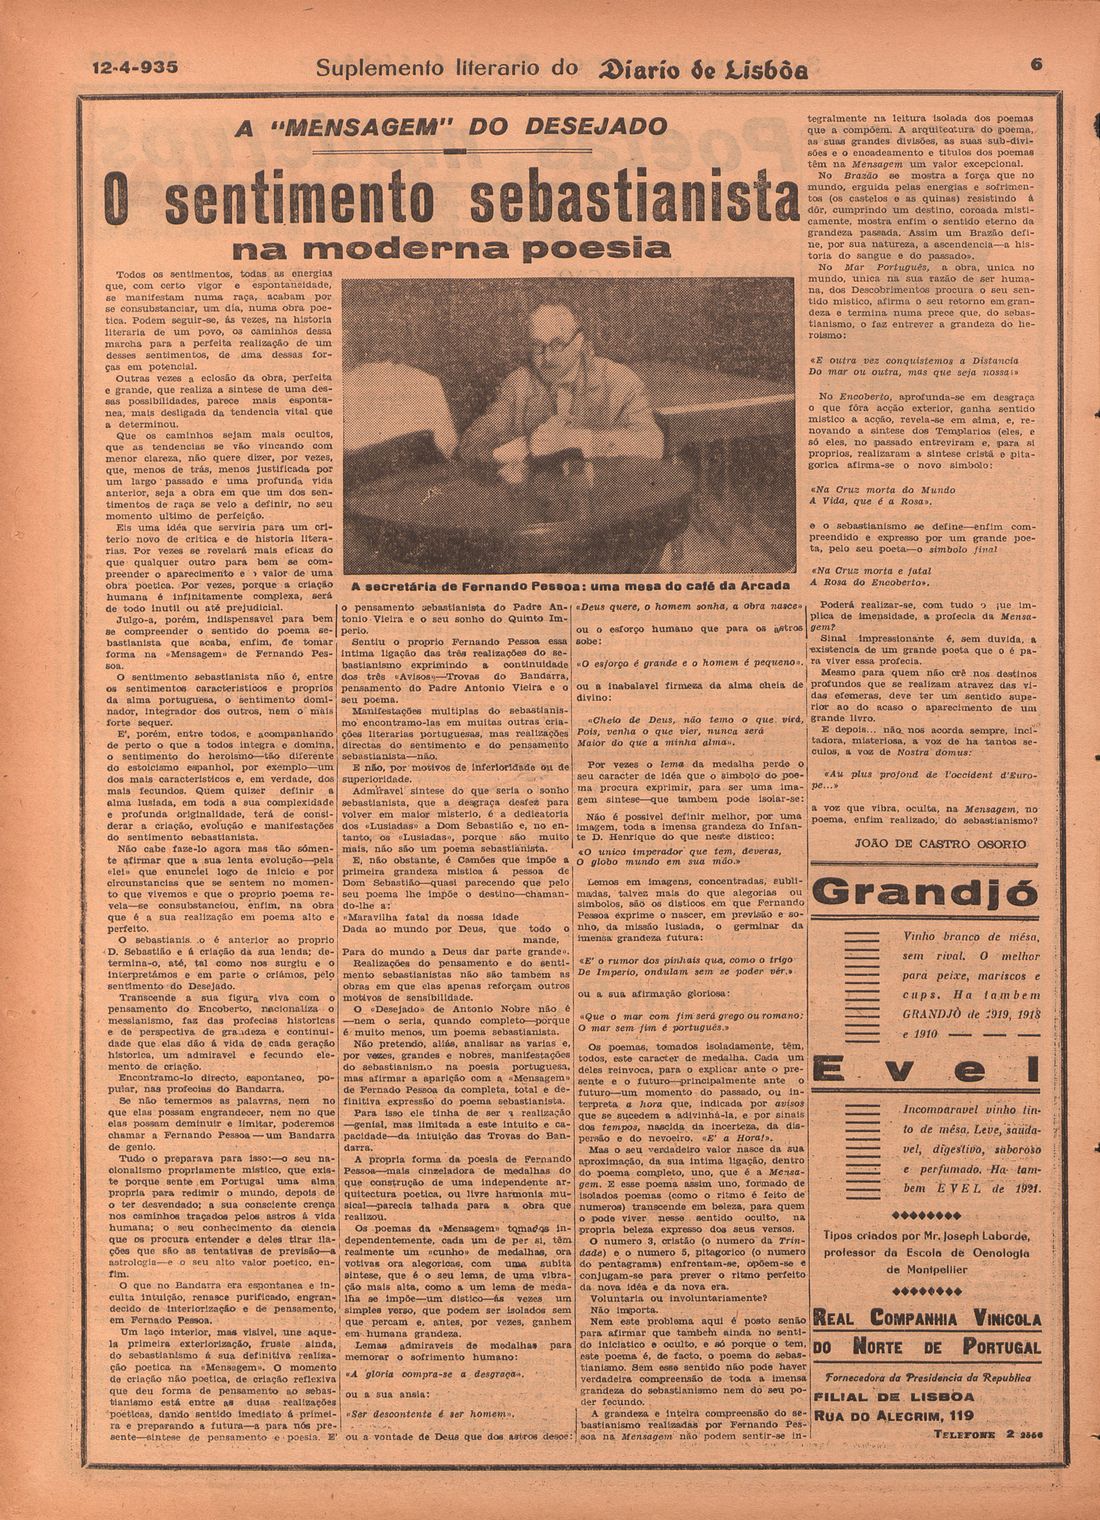 12-4-935
Suplemento literario do Diario de Lisbôa
6
A "MENSAGEM" DO DESEJADO
O sentimento sebastianista
na moderna poesia
Todos os sentimentos, todas as energias
que, com certo vigor e espontaneidade,
se manifestam numa raça, acabam por
se consubstanciar, um dia, numa obra poe-
tica. Podem seguir-se, ás vezes, na historia
literaria de um povo, os caminhos dessa
marcha para a perfeita realização de um
desses sentimentos, de uma dessas for-
ças em potencial.
Outras vezes a eclosão da obra, perfeita
e grande, que realiza a sintese de uma des-
sas possibilidades, parece mais esponta-
nea, mais desligada da tendencia vital que
a determinou.
Que os caminhos sejam mais ocultos,
que as tendencias se vão vincando com
menor clareza, não quere dizer, por vezes,
que, menos de trás, menos justificada por
um largo passado e uma profunda vida
anterior, seja a obra em que um dos sen-
timentos de raça se veio a definir, no seu
momento ultimo de perfeição.
Eis uma idéa que serviria para um cri-
terio novo de critica e de historia litera-
rias. Por vezes se revelará mais eficaz do
que qualquer outro para bem se com-
preender o aparecimento e o valor de uma
obra poetica. Por vezes, porque a criação
humana é infinitamente complexa, será
de todo inutil ou até prejudicial.
Julgo-a, porém, indispensavel para bem
se compreender o sentido do poema se-
bastianista que acaba, enfim, de tomar
forma na «Mensagem» de Fernando Pes-
soa.
O sentimento sebastianista não é, entre
os sentimentos caracteristicos e proprios
da alma portuguesa, o sentimento domi-
nador, integrador dos outros, nem o mais
forte sequer.
E', porém, entre todos, e acompanhando
de perto o que a todos integra e domina,
o sentimento do heroismo—tão diferente
do estoicismo espanhol, por exemplo—um
dos mais caracteristicos e, em verdade, dos
mais fecundos. Quem quizer definir a
alma lusiada, em toda a sua complexidade
e profunda originalidade, terá de consi-
derar a criação, evolução e manifestações
do sentimento sebastianista.
Não cabe faze-lo agora mas tão sómen-
te afirmar que a sua lenta evolução—pela
«lei» que enunciei logo de inicio e por
circunstancias que se sentem no momen-
to que vivemos e que o proprio poema re-
vela—se consubstanciou, enfim, na obra
que é a sua realização em poema alto e
perfeito.
O sebastianis o é anterior ao proprio
D. Sebastião e á criação da sua lenda; de-
termina-o, até, tal como nos surgiu e o
interpretámos e em parte o criámos, pelo
sentimento do Desejado.
Transcende a sua figura viva com o
pensamento do Encoberto, nacionaliza o
messianismo, faz das profecias historicas
e de perspectiva de grandeza e continui-
dade que elas dão á vida de cada geração
historica, um admiravel e fecundo ele-
mento de criação.
Encontramo-lo directo, espontaneo, po-
pular, nas profecias do Bandarra.
Se não temermos as palavras, nem no
que elas possam engrandecer, nem no que
elas possam deminuir e limitar, poderemos
chamar a Fernando Pessoa—um Bandarra
de genio.
Tudo o preparava para isso:—o seu na-
cionalismo propriamente mistico, que exis-
te porque sente em Portugal uma alma
propria para redimir o mundo, depois de
o ter desvendado; a sua consciente crença
nos caminhos traçados pelos astros á vida
humana; o seu conhecimento da ciencia
que os procura entender e deles tirar ila-
ções que são as tentativas de previsão—a
astrologia—e o seu alto valor poetico, en-
fim.
O que no Bandarra era espontanea e in-
culta intuição, renasce purificado, engran-
decido de interiorização e de pensamento,
em Fernado Pessoa.
Um laço interior, mas visivel, une aque-
la primeira exteriorização, fruste ainda,
do sebastianismo á sua definitiva realiza-
ção poetica na «Mensagem». O momento
de criação não poetica, de criação reflexiva
que deu forma de pensamento ao sebas-
tianismo está entre as duas realizações
poeticas, dando sentido imediato á primei-
ra e preparando a futura—a para nós pre-
sente—sintese de pensamento e poesia. E'
A secretária de Fernando Pessoa: uma mesa do café da Arcada
o pensamento sebastianista do Padre An-
tonio Vieira e o seu sonho do Quinto Im-
perio.
Sentiu o proprio Fernando Pessoa essa
intima ligação das três realizações do se-
bastianismo exprimindo a continuidade
dos três «Avisos»—Trovas do Bandarra,
pensamento do Padre Antonio Vieira e o
seu poema.
Manifestações multiplas do sebastianis-
mo encontramo-las em muitas outras cria-
ções literarias portuguesas, mas realizações
directas do sentimento e do pensamento
sebastianista—não.
E não, por motivos de inferioridade ou de
superioridade.
Admiravel sintese do que seria o sonho
sebastianista, que a desgraça desfez para
volver em maior misterio, é a dedicatoria
dos «Lusiadas» a Dom Sebastião e, no en-
tanto, os «Lusiadas», porque são muito
mais, não são um poema sebastianista.
E, não obstante, é Camões que impõe a
primeira grandeza mistica á pessoa de
Dom Sebastião—quasi parecendo que pelo
seu poema lhe impõe o destino—chaman-
do-lhe a:
«Maravilha fatal da nossa idade
Dada ao mundo por Deus, que todo o
mande,
Para do mundo a Deus dar parte grande».
Realizações do pensamento e do senti-
mento sebastianistas não são tambem as
obras em que elas apenas reforçam outros
motivos de sensibilidade.
O «Desejado» de Antonio Nobre não é
—nem o seria, quando completo—porque
é muito menos, um poema sebastianista.
Não pretendo, aliás, analisar as varias e,
por vezes, grandes e nobres, manifestações
do sebastianismo na poesia portuguesa,
mas afirmar a aparição com a «Mensagem»
de Fernando Pessoa da completa, total e de-
finitiva expressão do poema sebastianista.
Para isso ele tinha de ser a realização
—genial, mas limitada a este intuito e ca-
pacidade—da intuição das Trovas do Ban-
darra.
A propria forma da poesia de Fernando
Pessoa—mais cinzeladora de medalhas do
que construção de uma independente ar-
quitectura poetica, ou livre harmonia mu-
sical—parecia talhada para a obra que
realizou.
Os poemas da «Mensagem» tomados in-
dependentemente, cada um de per si, têm
realmente um «cunho» de medalhas, ora
votivas ora alegoricas, com uma subita
sintese, que é o seu lema, de uma vibra-
ção mais alta, como a um lema de meda-
lha se impõe—um distico—ás vezes um
simples verso, que podem ser isolados sem
que percam e, antes, por vezes, ganhem
em humana grandeza.
Lemas admiraveis de medalhas para
memorar o sofrimento humano:
«A gloria compra-se a desgraça».
ou a sua ansia:
«Ser descontente é ser homem».
ou a vontade de Deus que dos astros desce:
«Deus quere, o homem sonha, a obra nasce»
ou o esforço humano que para os astros
sobe:
«O esforço é grande e o homem é pequeno».
ou a inabalavel firmeza da alma cheia de
divino:
«Cheio de Deus, não temo o que virá,
Pois, venha o que vier, nunca será
Maior do que a minha alma».
Por vezes o lema da medalha perde o
seu caracter de idéa que o simbolo do poe-
ma procura exprimir, para ser uma ima-
gem sintese—que tambem pode isolar-se:
Não é possivel definir melhor, por uma
imagem, toda a imensa grandeza do Infan-
te D. Henrique do que neste distico:
«O unico imperador que tem, deveras,
O globo mundo em sua mão.»
Lemos em imagens, concentradas, subli-
madas, talvez mais do que alegorias ou
simbolos, são os disticos em que Fernando
Pessoa exprime o nascer, em previsão e so-
nho, da missão lusiada, o germinar da
imensa grandeza futura:
«E' o rumor dos pinhais que, como o trigo
De Imperio, ondulam sem se poder vêr.»
ou a sua afirmação gloriosa:
«Que o mar com fim será grego ou romano:
O mar sem fim é português.»
Os poemas, tomados isoladamente, têm,
todos, este caracter de medalha. Cada um
deles reinvoca, para o explicar ante o pre-
sente e o futuro—principalmente ante o
futuro—um momento do passado, ou in-
terpreta a hora que, indicada por avisos
que se sucedem a adivinhá-la, e por sinais
dos tempos, nascida da incerteza, da dis-
persão e do nevoeiro. «E' a Hora!».
Mas o seu verdadeiro valor nasce da sua
aproximação, da sua intima ligação, dentro
do poema completo, uno, que é a Mensa-
gem. E esse poema assim uno, formado de
isolados poemas (como o ritmo é feito de
numeros) transcende em beleza, para quem
o pode viver nesse sentido oculto, na
propria beleza expresso dos seus versos.
O numero 3, cristão (o numero da Trin-
dade) e o numero 5, pitagorico (o numero
do pentagrama) enfrentam-se, opõem-se e
conjugam-se para prever o ritmo perfeito
da nova idéa e da nova era.
Voluntaria ou involuntariamente?
Não importa.
Nem este problema aqui é posto senão
para afirmar que tambem ainda no senti-
do iniciatico e oculto, e só porque o tem,
este poema é, de facto, o poema do sebas-
tianismo. Sem esse sentido não pode haver
verdadeira compreensão de toda a imensa
grandeza do sebastianismo nem do seu po-
der fecundo.
A grandeza e inteira compreensão do se-
bastianismo realizadas por Fernando Pes-
soa na Mensagem não podem sentir-se in-
tegralmente na leitura isolada dos poemas
que a compõem. A arquitectura do poema,
as suas grandes divisões, as suas sub-divi-
sões e o encadeamento e titulos dos poemas
têm na Mensagem um valor excepcional.
No Brazão se mostra a força que no
mundo, erguida pelas energias e sofrimen-
tos (os castelos e as quinas) resistindo á
dôr, cumprindo um destino, coroada misti-
camente, mostra enfim o sentido eterno da
grandeza passada. Assim um Brazão defi-
ne, por sua natureza, a ascendencia—a his-
toria do sangue e do passado».
No Mar Português, a obra, unica no
mundo, unica na sua razão de ser huma-
na, dos Descobrimentos procura o seu sen-
tido mistico, afirma o seu retorno em gran-
deza e termina numa prece que, do sebas-
tianismo, o faz entrever a grandeza do he-
roismo:
«E outra vez conquistemos a Distancia
Do mar ou outra, mas que seja nossa!»
No Encoberto, aprofunda-se em desgraça
o que fôra acção exterior, ganha sentido
mistico a acção, revela-se em alma, e, re-
novando a sintese dos Templarios (eles, e
só eles, no passado entreviram e, para si
proprios, realizaram a sintese cristã e pita-
gorica afirma-se o novo simbolo:
«Na Cruz morta do Mundo
A Vida, que é a Rosa».
e o sebastianismo se define—enfim com-
preendido e expresso por um grande poe-
ta, pelo seu poeta—o simbolo final
«Na Cruz morta e fatal
A Rosa do Encoberto».
Poderá realizar-se, com tudo o que im-
plica de imensidade, a profecia da Mensa-
gem?
Sinal impressionante é, sem duvida, a
existencia de um grande poeta que o é pa-
ra viver essa profecia.
Mesmo para quem não crê nos destinos
profundos que se realizam atravez das vi-
das efemeras, deve ter um sentido supe-
rior ao do acaso o aparecimento de um
grande livro.
E depois... não nos acorda sempre, inci-
tadora, misteriosa, a voz de ha tantos se-
culos, a voz de Nostra domus:
«Au plus profond de l'occident d'Euro-
pe...»
a voz que vibra, oculta, na Mensagem, no
poema, enfim realizado, do sebastianismo?
JOÃO DE CASTRO OSORIO
Grandjó
Vinho branco de mêsa,
sem rival. O melhor
para peixe, mariscos e
cups. Ha tambem
GRANDJÓ de 1919, 1918
e 1910
Evel
Incomparavel vinho tin-
to de mêsa. Leve, saúda-
vel, digestivo, saboroso
e perfumado. Ha tam-
bem EVEL de 1921.
Tipos criados por Mr. Joseph Laborde,
professor da Escola de Oenologia
de Montpellier
REAL COMPANHIA VINICOLA
DO NORTE DE PORTUGAL
Fornecedora da Presidencia da Republica
FILIAL DE LISBOA
RUA DO ALECRIM, 119
TELEFONE 2 2556